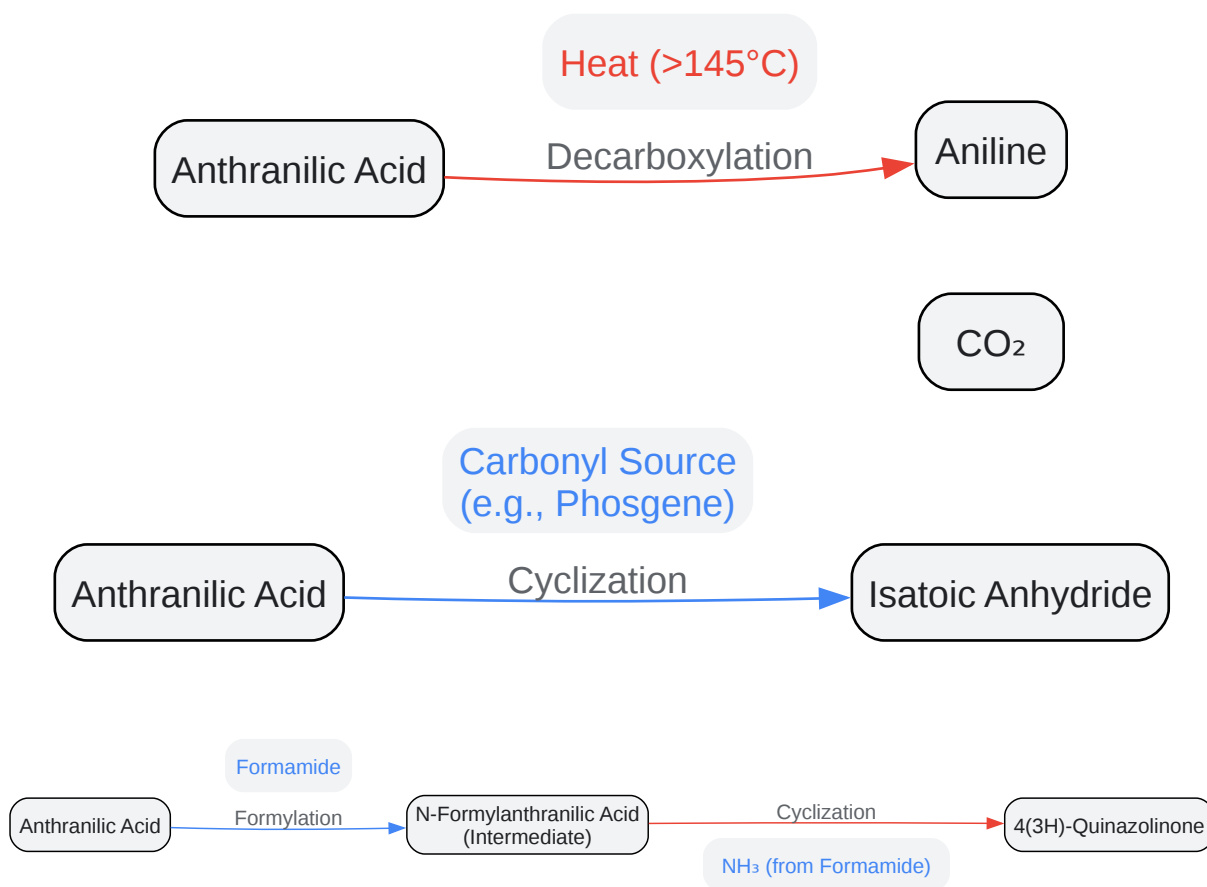 Heat (>145°C)
Anthranilic Acid
Decarboxylation
Aniline
CO₂
Carbonyl Source
(e.g., Phosgene)
Anthranilic Acid
Cyclization
Isatoic Anhydride
Formamide
Anthranilic Acid
Formylation
N-Formylanthranilic Acid
(Intermediate)
Cyclization
4(3H)-Quinazolinone
NH₃ (from Formamide)